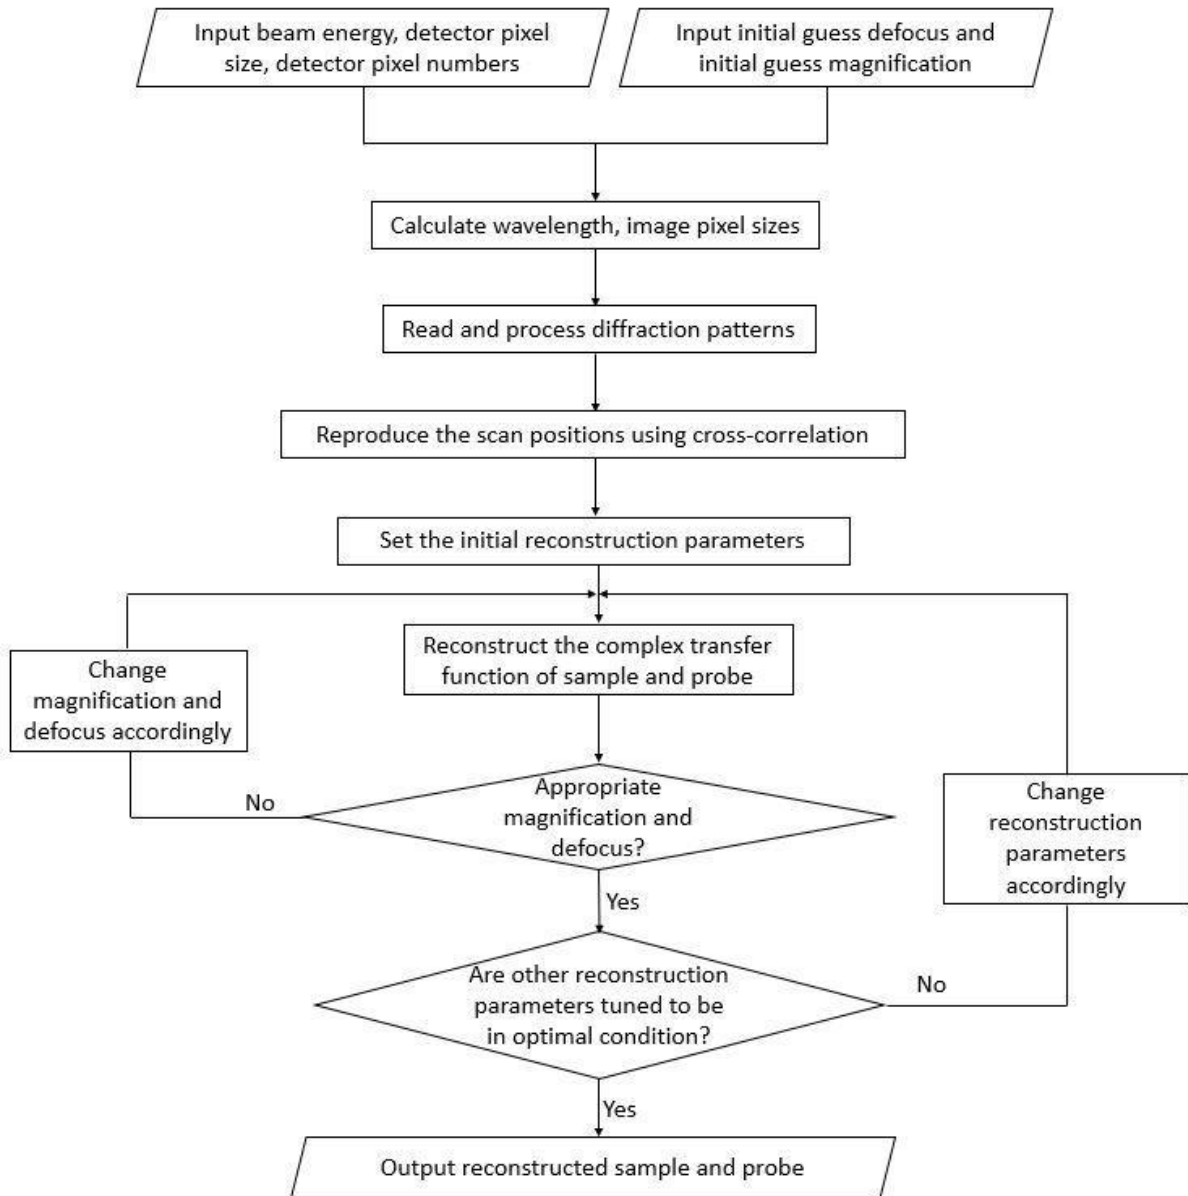 Input beam energy, detector pixel
size, detector pixel numbers
Input initial guess defocus and
initial guess magnification
Calculate wavelength, image pixel sizes
Read and process diffraction patterns
Reproduce the scan positions using cross-correlation
Set the initial reconstruction parameters
Reconstruct the complex transfer
function of sample and probe
Change
magnification and
defocus accordingly
No
Appropriate
magnification and
defocus?
Change
reconstruction
parameters
accordingly
Yes
Are other reconstruction
parameters tuned to be
in optimal condition?
No
Yes
Output reconstructed sample and probe